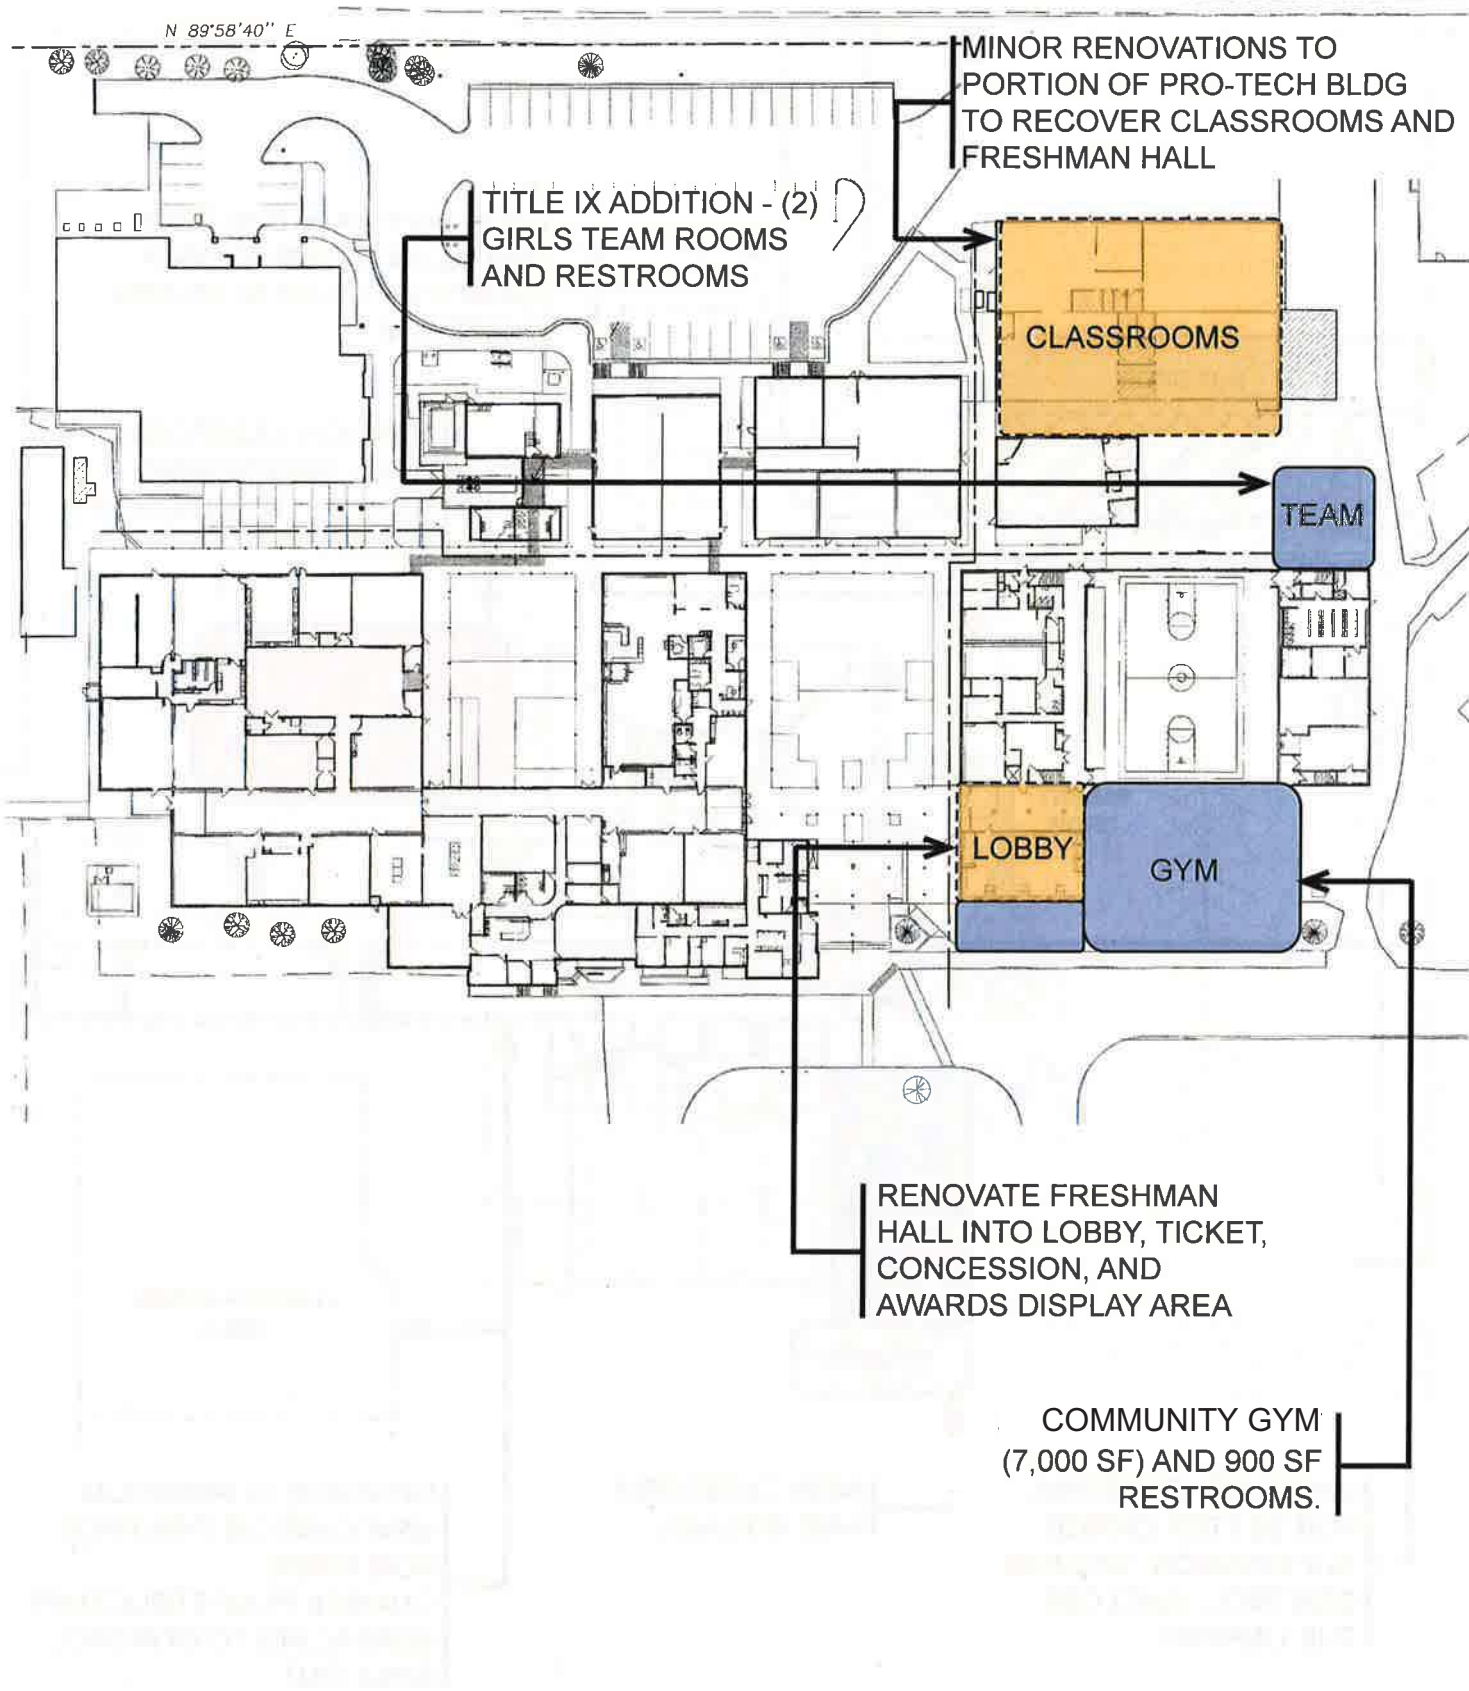 N 89°58'40" E
MINOR RENOVATIONS TO
PORTION OF PRO-TECH BLDG
TO RECOVER CLASSROOMS AND
FRESHMAN HALL
TITLE IX ADDITION - (2)
GIRLS TEAM ROOMS
AND RESTROOMS
CLASSROOMS
TEAM
LOBBY
GYM
RENOVATE FRESHMAN
HALL INTO LOBBY, TICKET,
CONCESSION, AND
AWARDS DISPLAY AREA
COMMUNITY GYM
(7,000 SF) AND 900 SF
RESTROOMS.